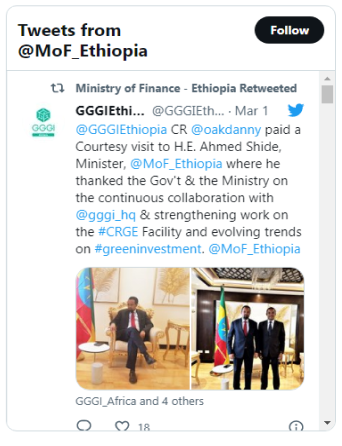 Tweets from
@MoF_Ethiopia
Follow
Ministry of Finance - Ethiopia Retweeted
GGGIEthi... @GGGIEth... · Mar 1
GGGI
@GGGIEthiopia CR @oakdanny paid a
Courtesy visit to H.E. Ahmed Shide,
Minister, @MoF_Ethiopia where he
thanked the Gov't & the Ministry on
the continuous collaboration with
@gggi_hq & strengthening work on
the #CRGE Facility and evolving trends
on #greeninvestment. @MoF_Ethiopia
GGGI_Africa and 4 others
18